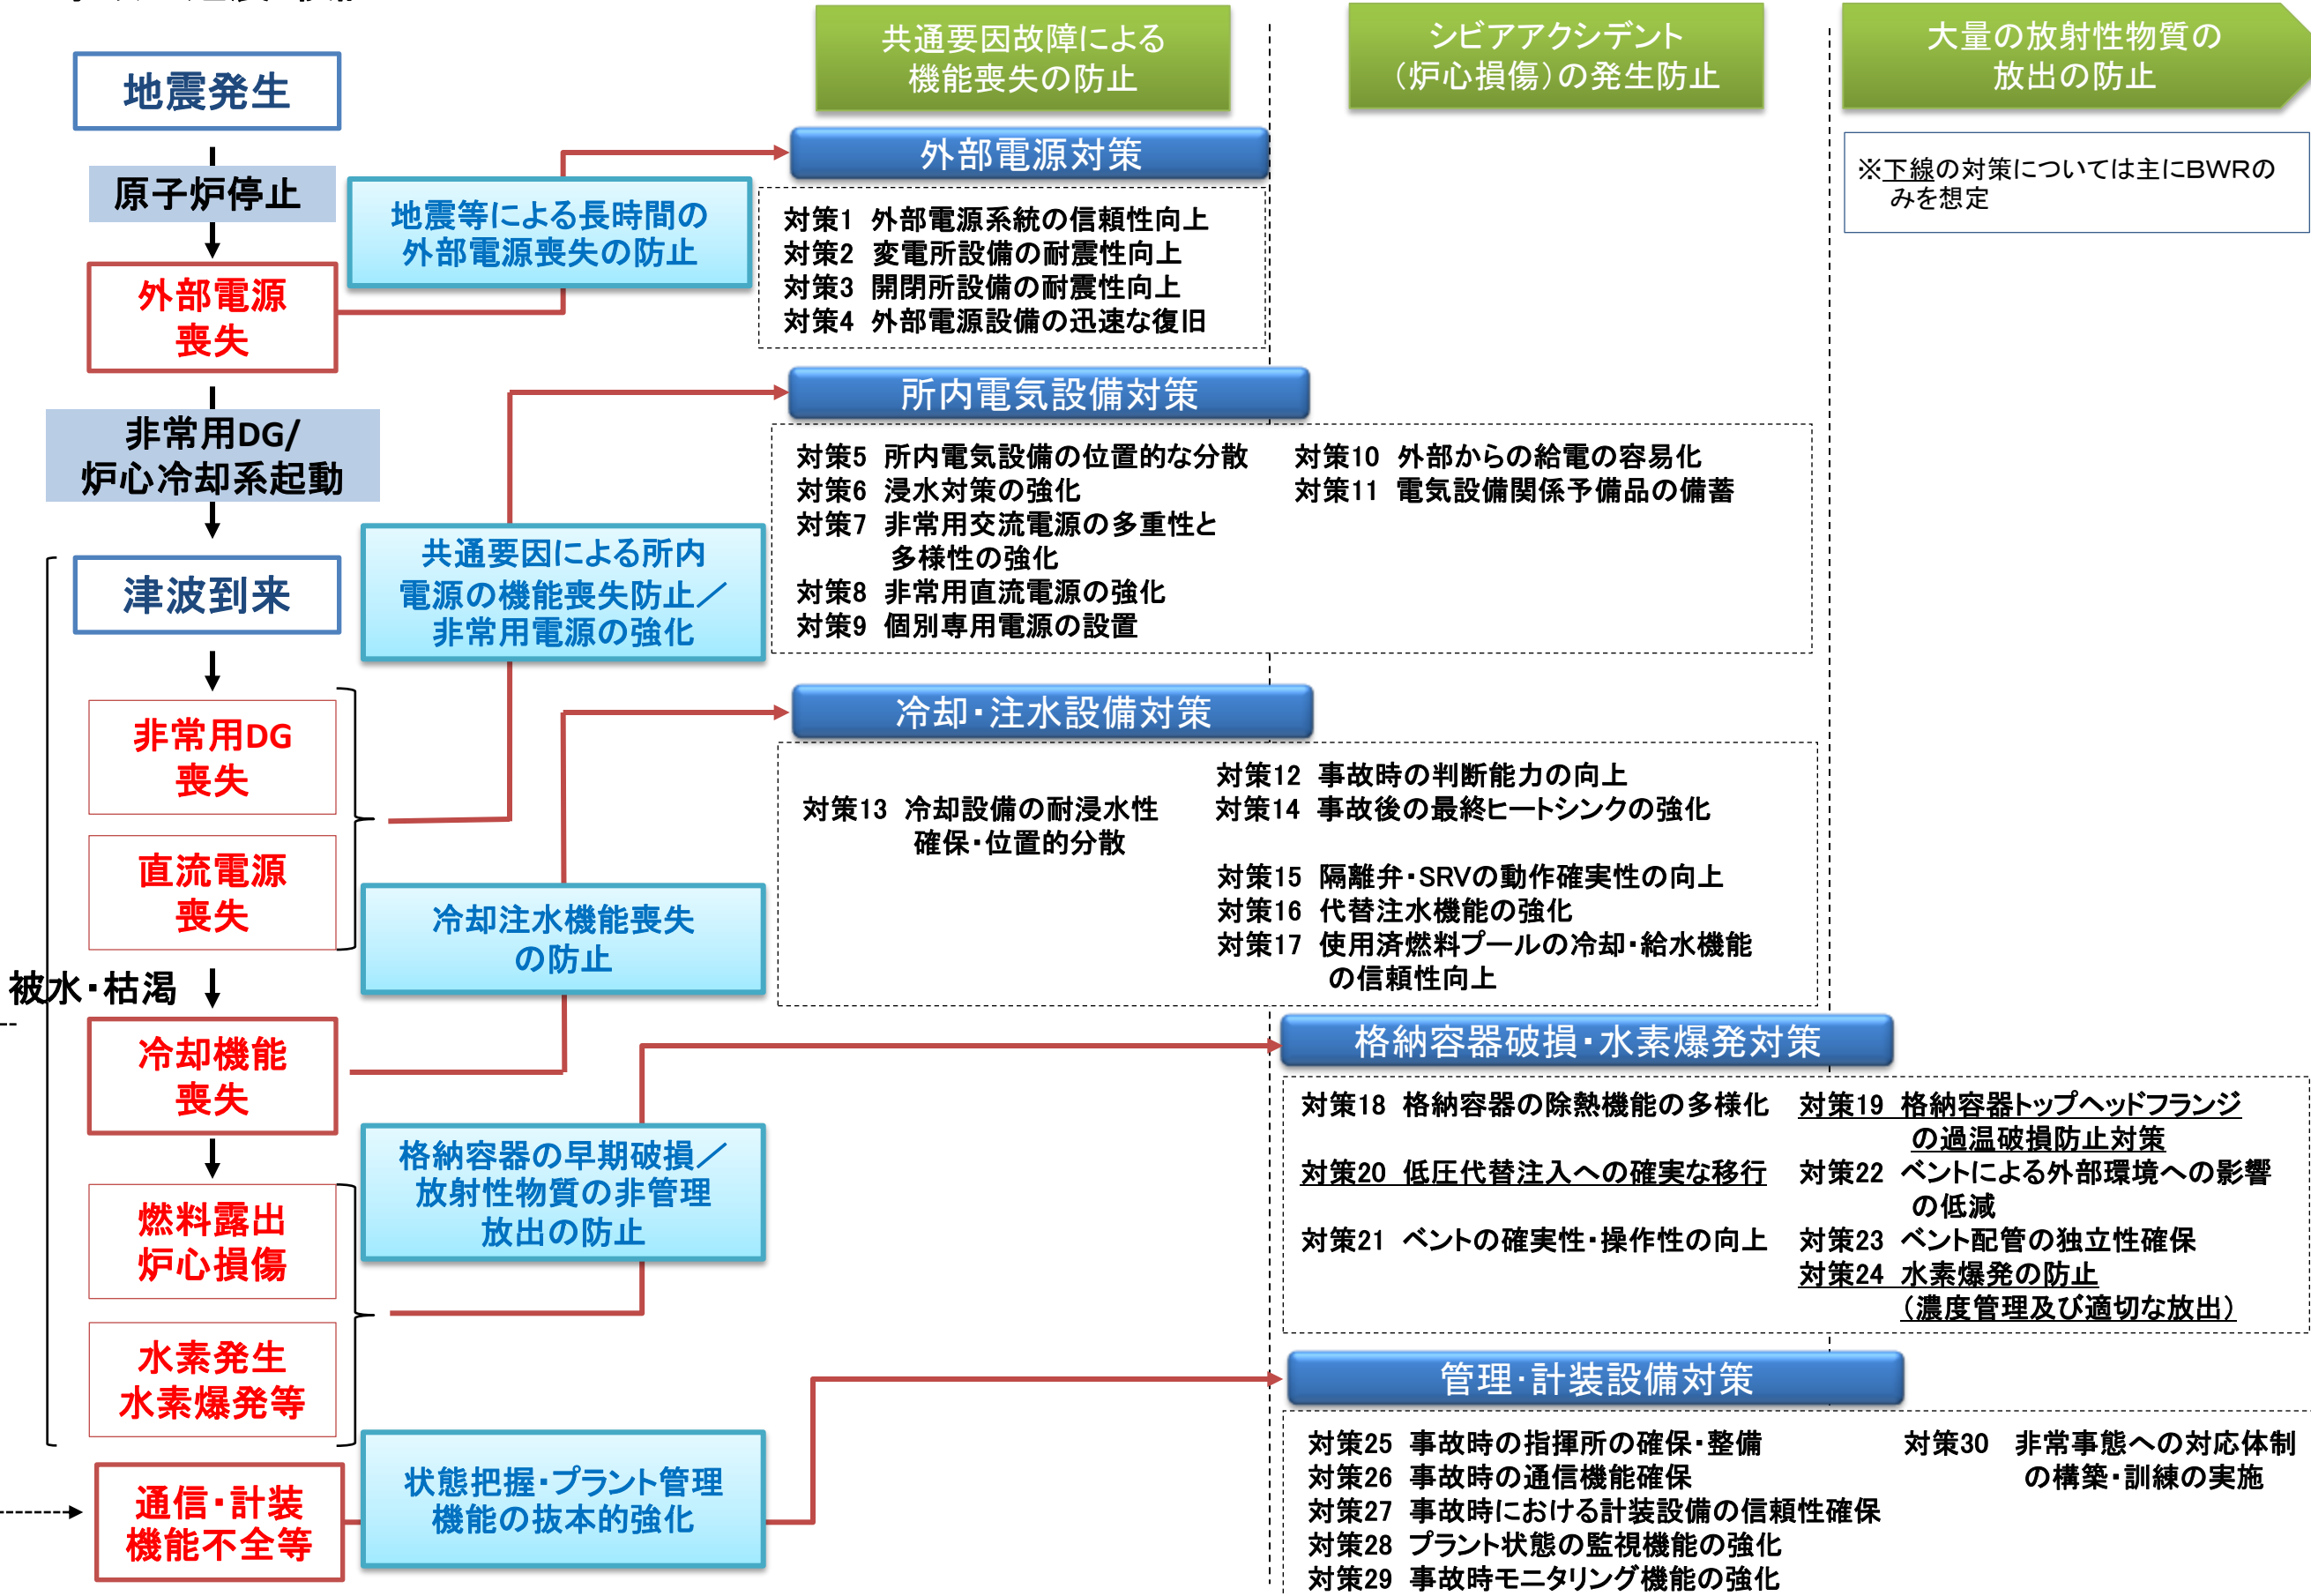 共通要因故障による
機能喪失の防止
シビアアクシデント
（炉心損傷）の発生防止
大量の放射性物質の
放出の防止
※下線の対策については主にBWRの
みを想定
地震発生
原子炉停止
外部電源
喪失
非常用DG/
炉心冷却系起動
津波到来
非常用DG
喪失
直流電源
喪失
被水・枯渇
冷却機能
喪失
燃料露出
炉心損傷
水素発生
水素爆発等
通信・計装
機能不全等
地震等による長時間の
外部電源喪失の防止
共通要因による所内
電源の機能喪失防止／
非常用電源の強化
冷却注水機能喪失
の防止
格納容器の早期破損／
放射性物質の非管理
放出の防止
状態把握・プラント管理
機能の抜本的強化
外部電源対策
対策1 外部電源系統の信頼性向上
対策2 変電所設備の耐震性向上
対策3 開閉所設備の耐震性向上
対策4 外部電源設備の迅速な復旧
所内電気設備対策
対策5 所内電気設備の位置的な分散
対策6 浸水対策の強化
対策7 非常用交流電源の多重性と
多様性の強化
対策8 非常用直流電源の強化
対策9 個別専用電源の設置
対策10 外部からの給電の容易化
対策11 電気設備関係予備品の備蓄
冷却・注水設備対策
対策13 冷却設備の耐浸水性
確保・位置的分散
対策12 事故時の判断能力の向上
対策14 事故後の最終ヒートシンクの強化
対策15 隔離弁・SRVの動作確実性の向上
対策16 代替注水機能の強化
対策17 使用済燃料プールの冷却・給水機能
の信頼性向上
格納容器破損・水素爆発対策
対策18 格納容器の除熱機能の多様化
対策20 低圧代替注入への確実な移行
対策21 ベントの確実性・操作性の向上
対策19 格納容器トップヘッドフランジ
の過温破損防止対策
対策22 ベントによる外部環境への影響
の低減
対策23 ベント配管の独立性確保
対策24 水素爆発の防止
（濃度管理及び適切な放出）
管理・計装設備対策
対策25 事故時の指揮所の確保・整備
対策26 事故時の通信機能確保
対策27 事故時における計装設備の信頼性確保
対策28 プラント状態の監視機能の強化
対策29 事故時モニタリング機能の強化
対策30 非常事態への対応体制
の構築・訓練の実施